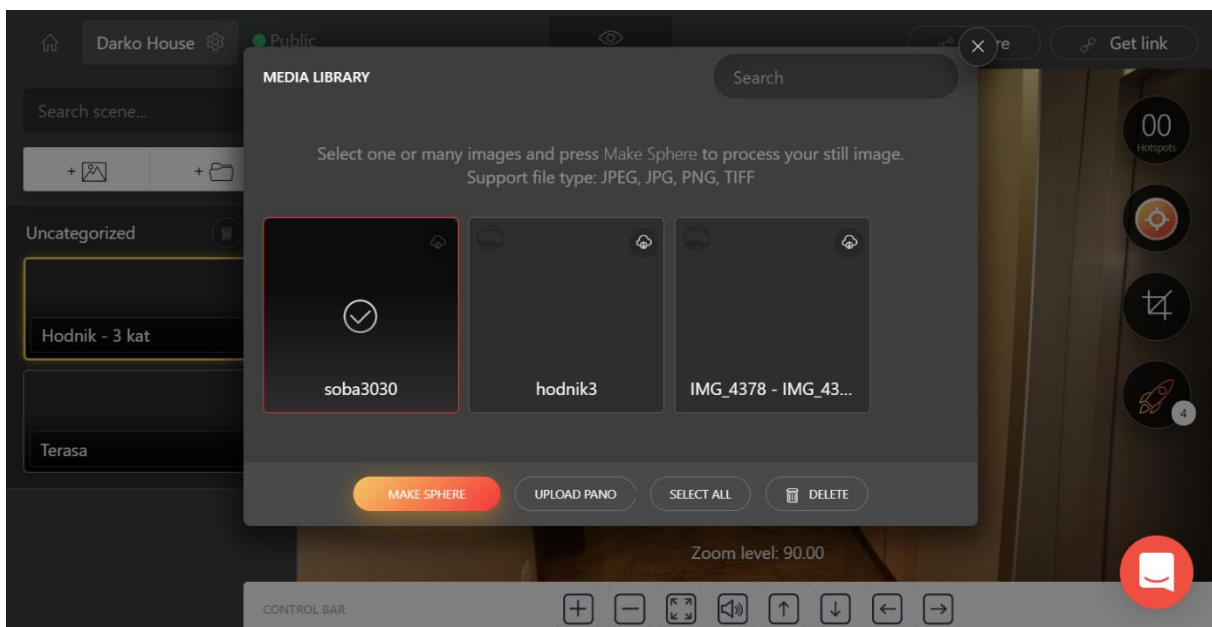 Darko House
Public
re
Get link
MEDIA LIBRARY
Search
Search scene...
Select one or many images and press Make Sphere to process your still image.
Support file type: JPEG, JPG, PNG, TIFF
00
Hotspots
+
+
Uncategorized
Hodnik - 3 kat
Terasa
soba3030
hodnik3
IMG_4378 - IMG_43...
4
MAKE SPHERE
UPLOAD PANO
SELECT ALL
DELETE
Zoom level: 90.00
CONTROL BAR